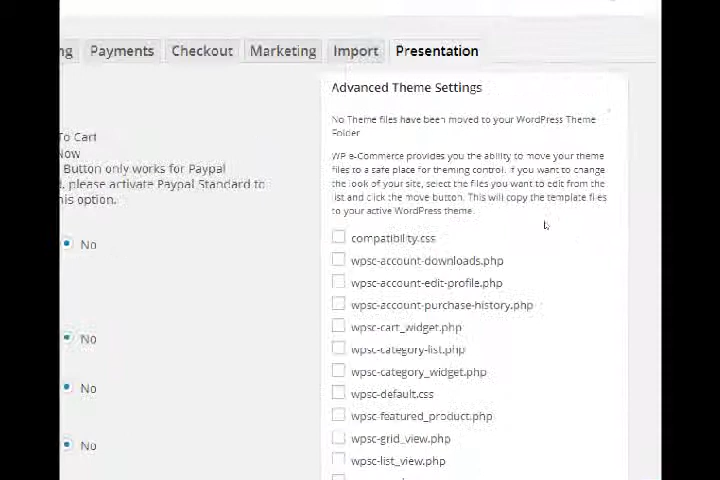 ng Payments Checkout Marketing Import Presentation
Advanced Theme Settings
No Theme files have been moved to your WordPress Theme
Folder
WP e-Commerce provides you the ability to move your theme
files to a safe place for theming control. If you want to change
the look of your site, select the files you want to edit from the
list and click the move button. This will copy the template files
to your active WordPress theme.
To Cart
Now
Button only works for Paypal
, please activate Paypal Standard to
his option.
No
No
No
No
compatibility.css
wpsc-account-downloads.php
wpsc-account-edit-profile.php
wpsc-account-purchase-history.php
wpsc-cart_widget.php
wpsc-category-list.php
wpsc-category_widget.php
wpsc-default.css
wpsc-featured_product.php
wpsc-grid_view.php
wpsc-list_view.php